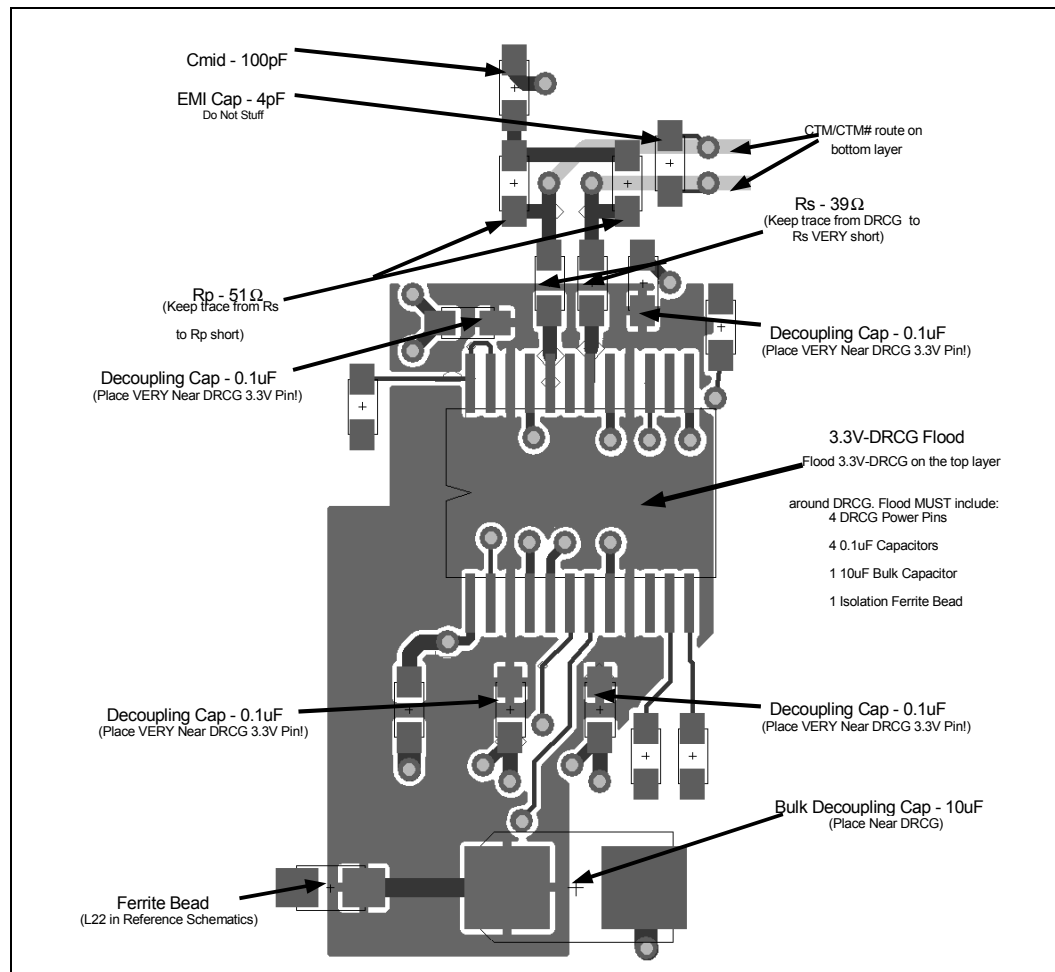 Cmid - 100pF
EMI Cap - 4pF
Do Not Stuff
CTM/CTM# route on
bottom layer
Rs - 39Ω
(Keep trace from DRCG to
Rs VERY short)
Rp - 51Ω
(Keep trace from Rs
to Rp short)
Decoupling Cap - 0.1uF
(Place VERY Near DRCG 3.3V Pin!)
Decoupling Cap - 0.1uF
(Place VERY Near DRCG 3.3V Pin!)
3.3V-DRCG Flood
Flood 3.3V-DRCG on the top layer
around DRCG. Flood MUST include:
4 DRCG Power Pins
4 0.1uF Capacitors
1 10uF Bulk Capacitor
1 Isolation Ferrite Bead
Decoupling Cap - 0.1uF
(Place VERY Near DRCG 3.3V Pin!)
Decoupling Cap - 0.1uF
(Place VERY Near DRCG 3.3V Pin!)
Bulk Decoupling Cap - 10uF
(Place Near DRCG)
Ferrite Bead
(L22 in Reference Schematics)